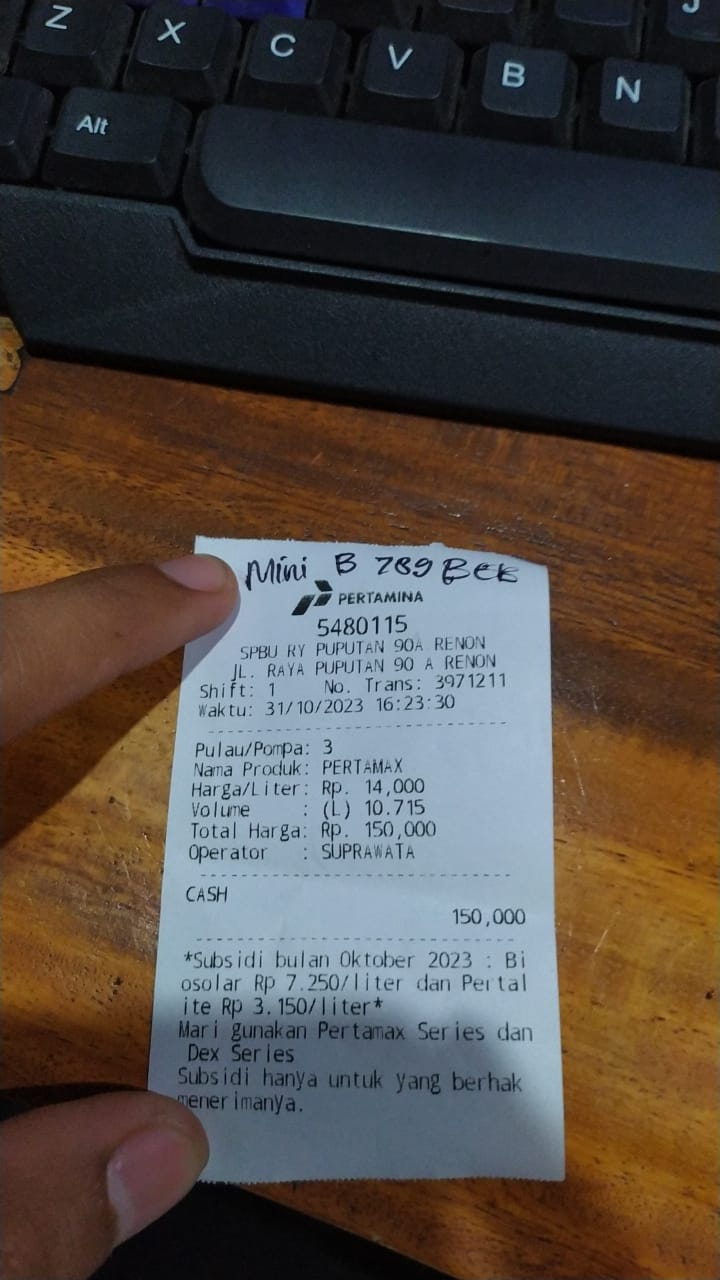 Z X C V B N J
Alt
Mini B 789 BEB
PERTAMINA
5480115
SPBU RY PUPUTAN 90A RENON
JL. RAYA PUPUTAN 90 A RENON
Shift: 1 No. Trans: 3971211
Waktu: 31/10/2023 16:23:30
Pulau/Pompa: 3
Nama Produk: PERTAMAX
Harga/Liter: Rp. 14,000
Volume : (L) 10.715
Total Harga: Rp. 150,000
Operator : SUPRAWATA
CASH
150,000
*Subsidi bulan Oktober 2023 : Bi
osolar Rp 7.250/liter dan Pertal
ite Rp 3.150/liter*
Mari gunakan Pertamax Series dan
Dex Series
Subsidi hanya untuk yang berhak
menerimanya.